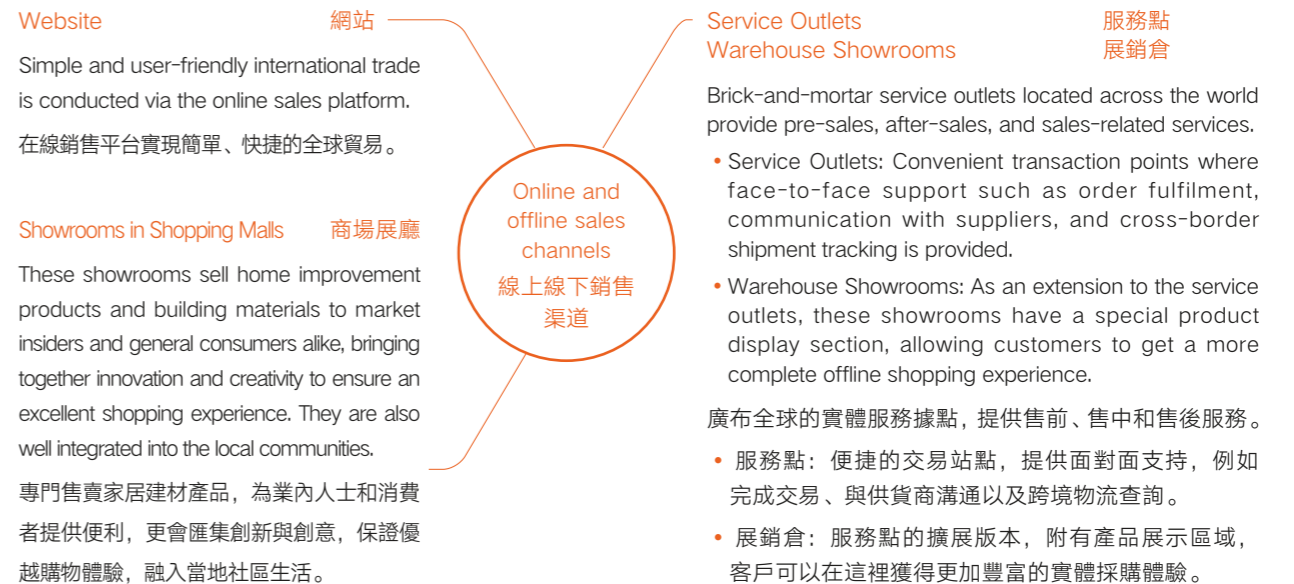 Website 網站
Simple and user-friendly international trade
is conducted via the online sales platform.
在線銷售平台實現簡單、快捷的全球貿易。
Showrooms in Shopping Malls 商場展廳
These showrooms sell home improvement
products and building materials to market
insiders and general consumers alike, bringing
together innovation and creativity to ensure an
excellent shopping experience. They are also
well integrated into the local communities.
專門售賣家居建材產品，為業內人士和消費
者提供便利，更會匯集創新與創意，保證優
越購物體驗，融入當地社區生活。
Online and
offline sales
channels
線上線下銷售
渠道
Service Outlets 服務點
Warehouse Showrooms 展銷倉
Brick-and-mortar service outlets located across the world
provide pre-sales, after-sales, and sales-related services.
• Service Outlets: Convenient transaction points where
face-to-face support such as order fulfilment,
communication with suppliers, and cross-border
shipment tracking is provided.
• Warehouse Showrooms: As an extension to the service
outlets, these showrooms have a special product
display section, allowing customers to get a more
complete offline shopping experience.
廣布全球的實體服務據點，提供售前、售中和售後服務。
• 服務點：便捷的交易站點，提供面對面支持，例如
完成交易、與供貨商溝通以及跨境物流查詢。
• 展銷倉：服務點的擴展版本，附有產品展示區域，
客戶可以在這裡獲得更加豐富的實體採購體驗。